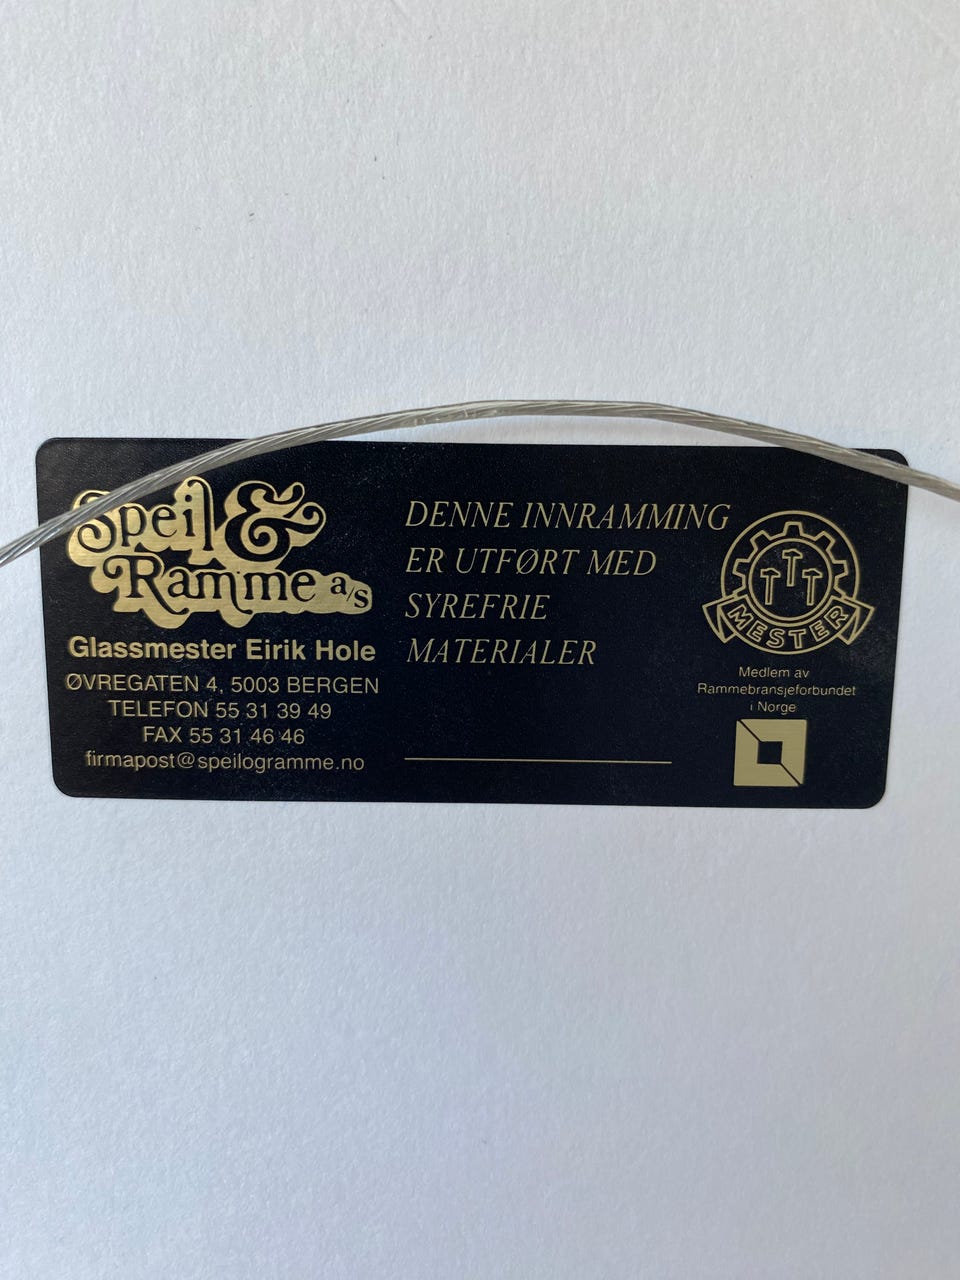 Speil &
Ramme a/s
Glassmester Eirik Hole
ØVREGATEN 4, 5003 BERGEN
TELEFON 55 31 39 49
FAX 55 31 46 46
firmapost@speilogramme.no
DENNE INNRAMMING
ER UTFØRT MED
SYREFRIE
MATERIALER
MESTER
Medlem av
Rammebransjeforbundet
i Norge